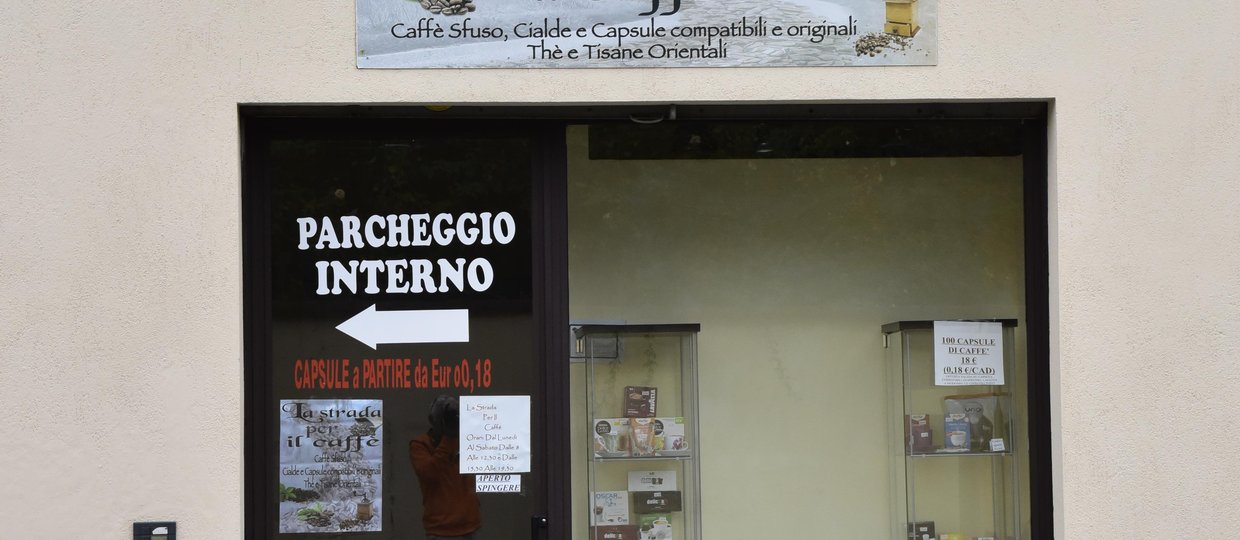 Caffè Sfuso, Cialde e Capsule compatibili e originali
Thè e Tisane Orientali
PARCHEGGIO
INTERNO
CAPSULE a PARTIRE da Eur o0,18
100 CAPSULE
DI CAFFE'
18 €
(0,18 €/CAD)
La Strada
per
il caffè
Caffè Sfuso
Cialde e Capsule compatibili e originali
Thè e Tisane Orientali
La Strada
Per Il
Caffè
Orari Dal Lunedì
Al Sabato Dalle 8
Alle 12,30 e Dalle
15,30 Alle 19,30
APERTO
SPINGERE
LAVAZZA
OSCAR